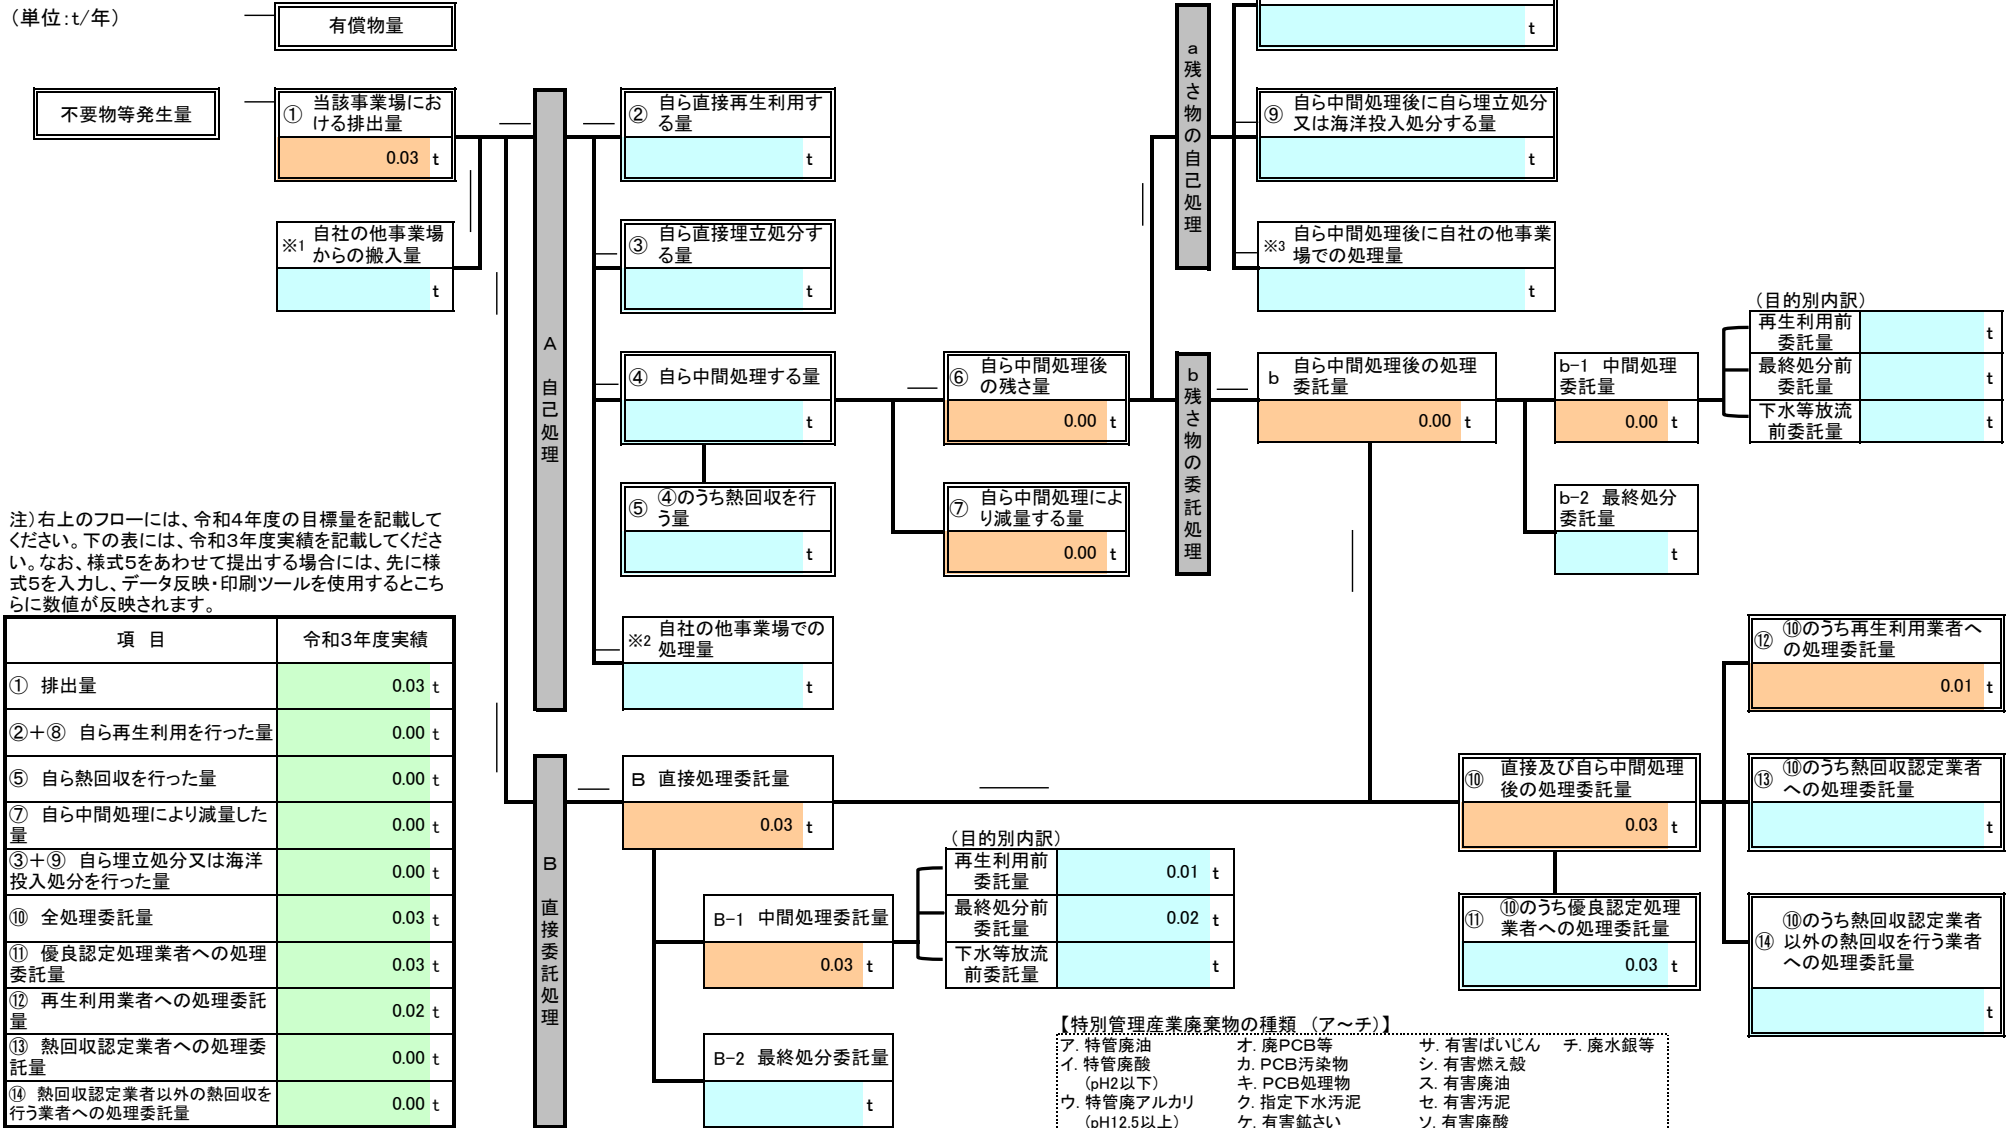 （単位:t/年）
有償物量
t
不要物等発生量
① 当該事業場にお
ける排出量
0.03 t
※1 自社の他事業場
からの搬入量
t
A 自己処理
② 自ら直接再生利用す
る量
t
③ 自ら直接埋立処分す
る量
t
④ 自ら中間処理する量
t
⑤ ④のうち熱回収を行
う量
t
※2 自社の他事業場での
処理量
t
⑥ 自ら中間処理後
の残さ量
0.00 t
⑦ 自ら中間処理によ
り減量する量
0.00 t
a 残さ物の自己処理
⑨ 自ら中間処理後に自ら埋立処分
又は海洋投入処分する量
t
※3 自ら中間処理後に自社の他事業
場での処理量
t
b 残さ物の委託処理
b 自ら中間処理後の処理
委託量
0.00 t
b-1 中間処理
委託量
0.00 t
b-2 最終処分
委託量
t
（目的別内訳）
再生利用前
委託量
t
最終処分前
委託量
t
下水等放流
前委託量
t
注）右上のフローには、令和4年度の目標量を記載して
ください。下の表には、令和3年度実績を記載してくださ
い。なお、様式5をあわせて提出する場合には、先に様
式5を入力し、データ反映・印刷ツールを使用するとこち
らに数値が反映されます。
項 目 令和3年度実績
① 排出量 0.03 t
②＋⑧ 自ら再生利用を行った量 0.00 t
⑤ 自ら熱回収を行った量 0.00 t
⑦ 自ら中間処理により減量した
量 0.00 t
③＋⑨ 自ら埋立処分又は海洋
投入処分を行った量 0.00 t
⑩ 全処理委託量 0.03 t
⑪ 優良認定処理業者への処理
委託量 0.03 t
⑫ 再生利用業者への処理委託
量 0.02 t
⑬ 熱回収認定業者への処理委
託量 0.00 t
⑭ 熱回収認定業者以外の熱回収を
行う業者への処理委託量 0.00 t
B 直接委託処理
B 直接処理委託量
0.03 t
B-1 中間処理委託量
0.03 t
B-2 最終処分委託量
t
（目的別内訳）
再生利用前
委託量
0.01 t
最終処分前
委託量
0.02 t
下水等放流
前委託量
t
⑩ 直接及び自ら中間処理
後の処理委託量
0.03 t
⑪ ⑩のうち優良認定処理
業者への処理委託量
0.03 t
⑫ ⑩のうち再生利用業者へ
の処理委託量
0.01 t
⑬ ⑩のうち熱回収認定業者
への処理委託量
t
⑭ ⑩のうち熱回収認定業者
以外の熱回収を行う業者
への処理委託量
t
【特別管理産業廃棄物の種類 （ア～チ）】
ア. 特管廃油 オ. 廃PCB等 サ. 有害ばいじん チ. 廃水銀等
イ. 特管廃酸 カ. PCB汚染物 シ. 有害燃え殻
（pH2以下） キ. PCB処理物 ス. 有害廃油
ウ. 特管廃アルカリ ク. 指定下水汚泥 セ. 有害汚泥
（pH12.5以上） ケ. 有害鉱さい ソ. 有害廃酸